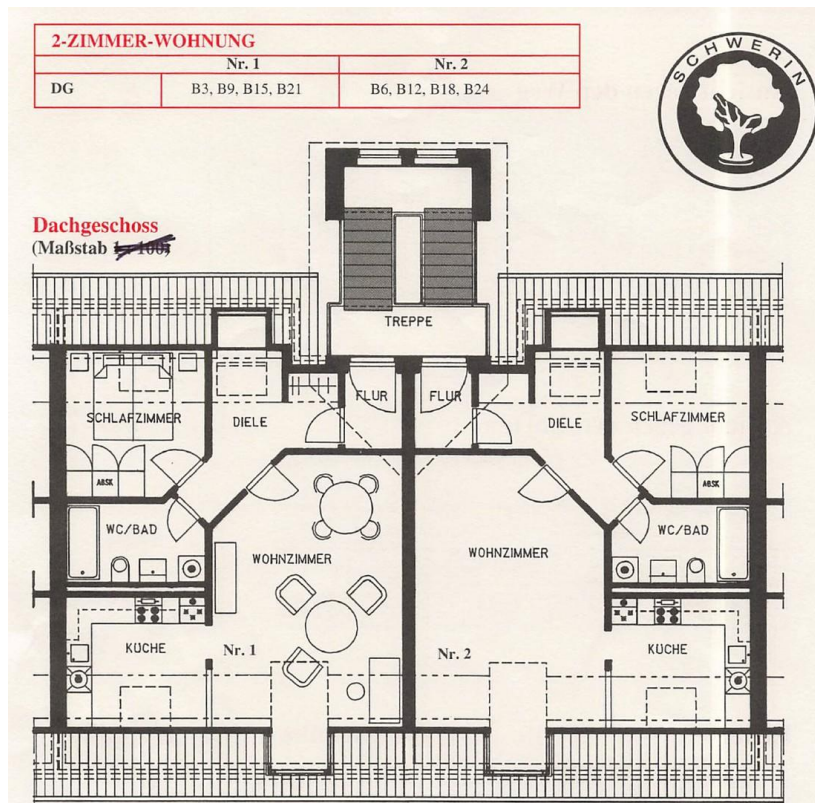 2-ZIMMER-WOHNUNG
Nr. 1 Nr. 2
DG B3, B9, B15, B21 B6, B12, B18, B24
SCHWERIN
Dachgeschoss
(Maßstab 1 : 100)
TREPPE
FLUR FLUR
SCHLAFZIMMER DIELE DIELE SCHLAFZIMMER
ABSK ABSK
WC/BAD WC/BAD
WOHNZIMMER WOHNZIMMER
KÜCHE Nr. 1 Nr. 2 KÜCHE